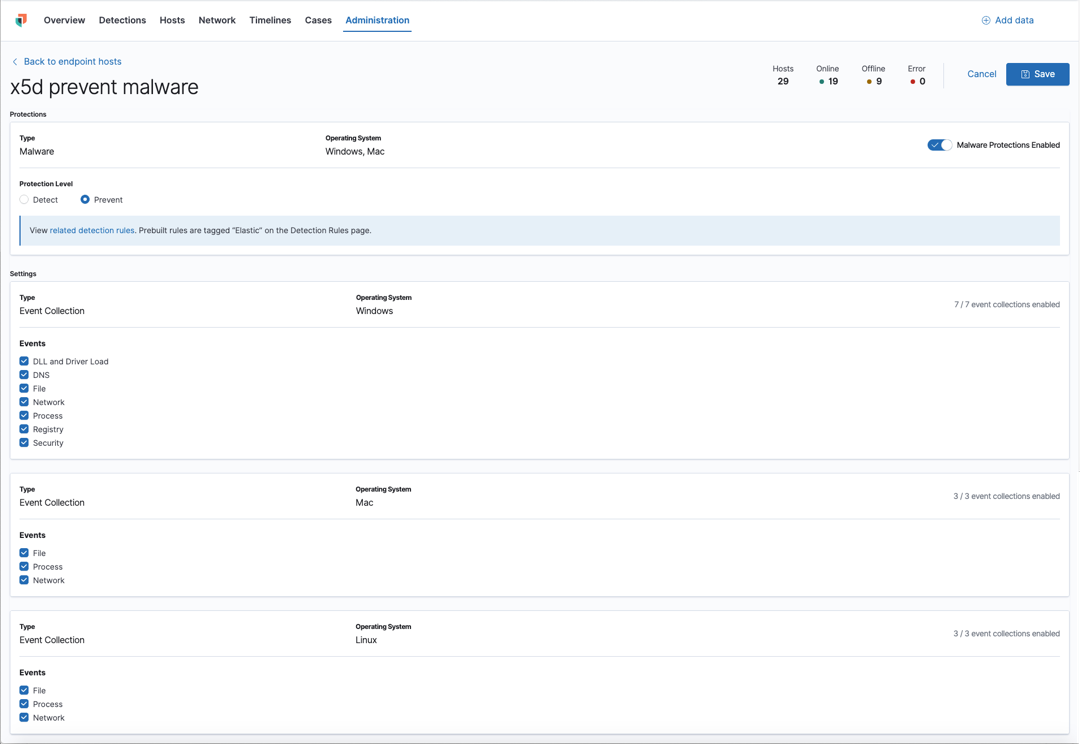 Overview Detections Hosts Network Timelines Cases Administration Add data
Back to endpoint hosts
x5d prevent malware
Hosts Online Offline Error
29 19 9 0
Cancel Save
Protections
Type Operating System
Malware Windows, Mac
Malware Protections Enabled
Protection Level
Detect Prevent
View related detection rules. Prebuilt rules are tagged “Elastic” on the Detection Rules page.
Settings
Type Operating System
Event Collection Windows
7 / 7 event collections enabled
Events
DLL and Driver Load
DNS
File
Network
Process
Registry
Security
Type Operating System
Event Collection Mac
3 / 3 event collections enabled
Events
File
Process
Network
Type Operating System
Event Collection Linux
3 / 3 event collections enabled
Events
File
Process
Network